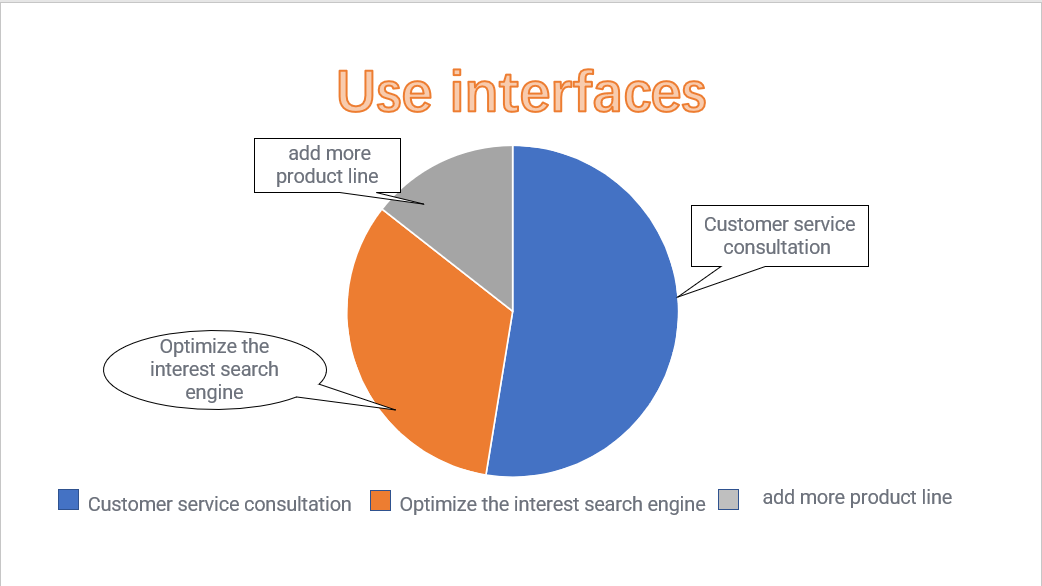 Use interfaces
add more
product line
Customer service
consultation
Optimize the
interest search
engine
Customer service consultation
Optimize the interest search engine
add more product line